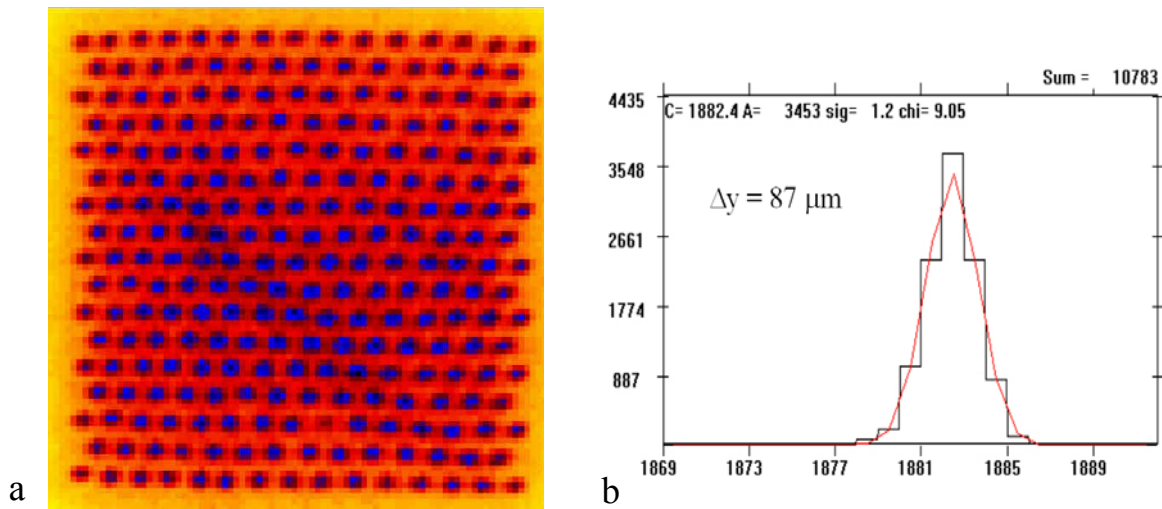 Sum = 10783
4435
C= 1882.4 A= 3453 sig= 1.2 chi= 9.05
3548
Δy = 87 μm
2661
1774
887
1869 1873 1877 1881 1885 1889
a b